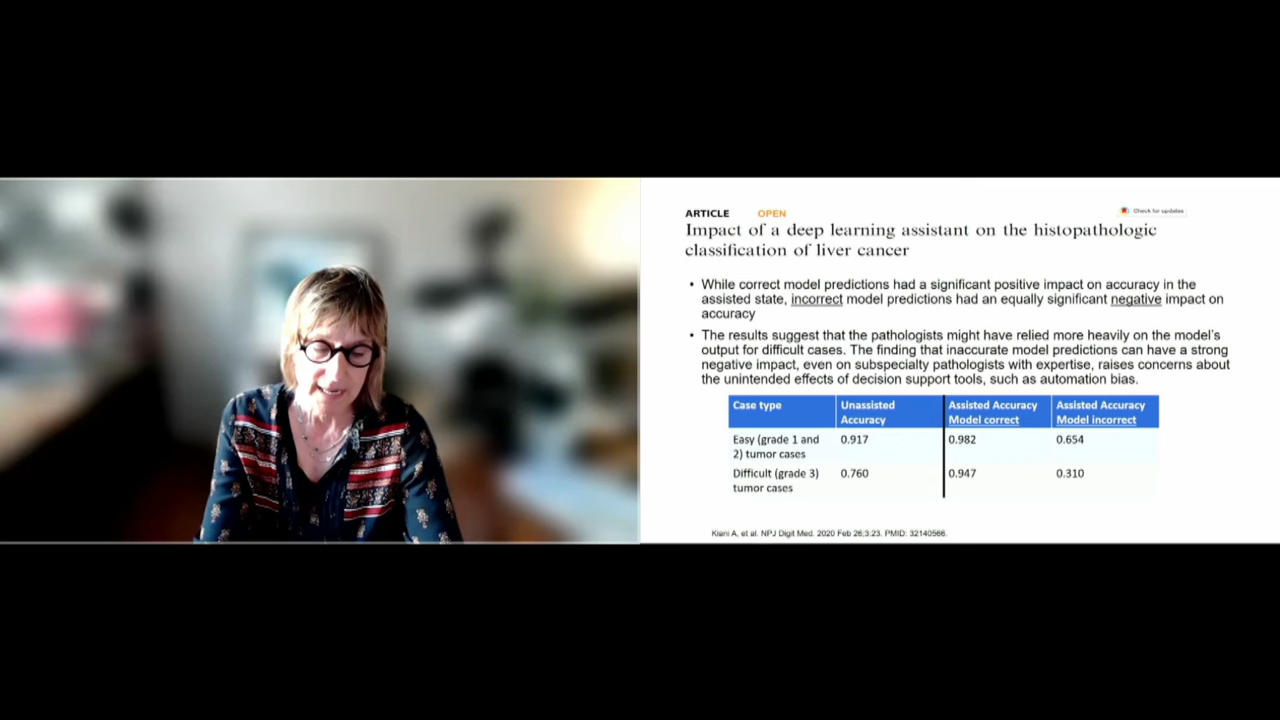 ARTICLE OPEN
Check for updates
Impact of a deep learning assistant on the histopathologic
classification of liver cancer
• While correct model predictions had a significant positive impact on accuracy in the
assisted state, incorrect model predictions had an equally significant negative impact on
accuracy
• The results suggest that the pathologists might have relied more heavily on the model's
output for difficult cases. The finding that inaccurate model predictions can have a strong
negative impact, even on subspecialty pathologists with expertise, raises concerns about
the unintended effects of decision support tools, such as automation bias.
Case type
Unassisted
Accuracy
Assisted Accuracy
Model correct
Assisted Accuracy
Model incorrect
Easy (grade 1 and
2) tumor cases
0.917
0.982
0.654
Difficult (grade 3)
tumor cases
0.760
0.947
0.310
Kiani A, et al. NPJ Digit Med. 2020 Feb 26;3:23. PMID: 32140566.